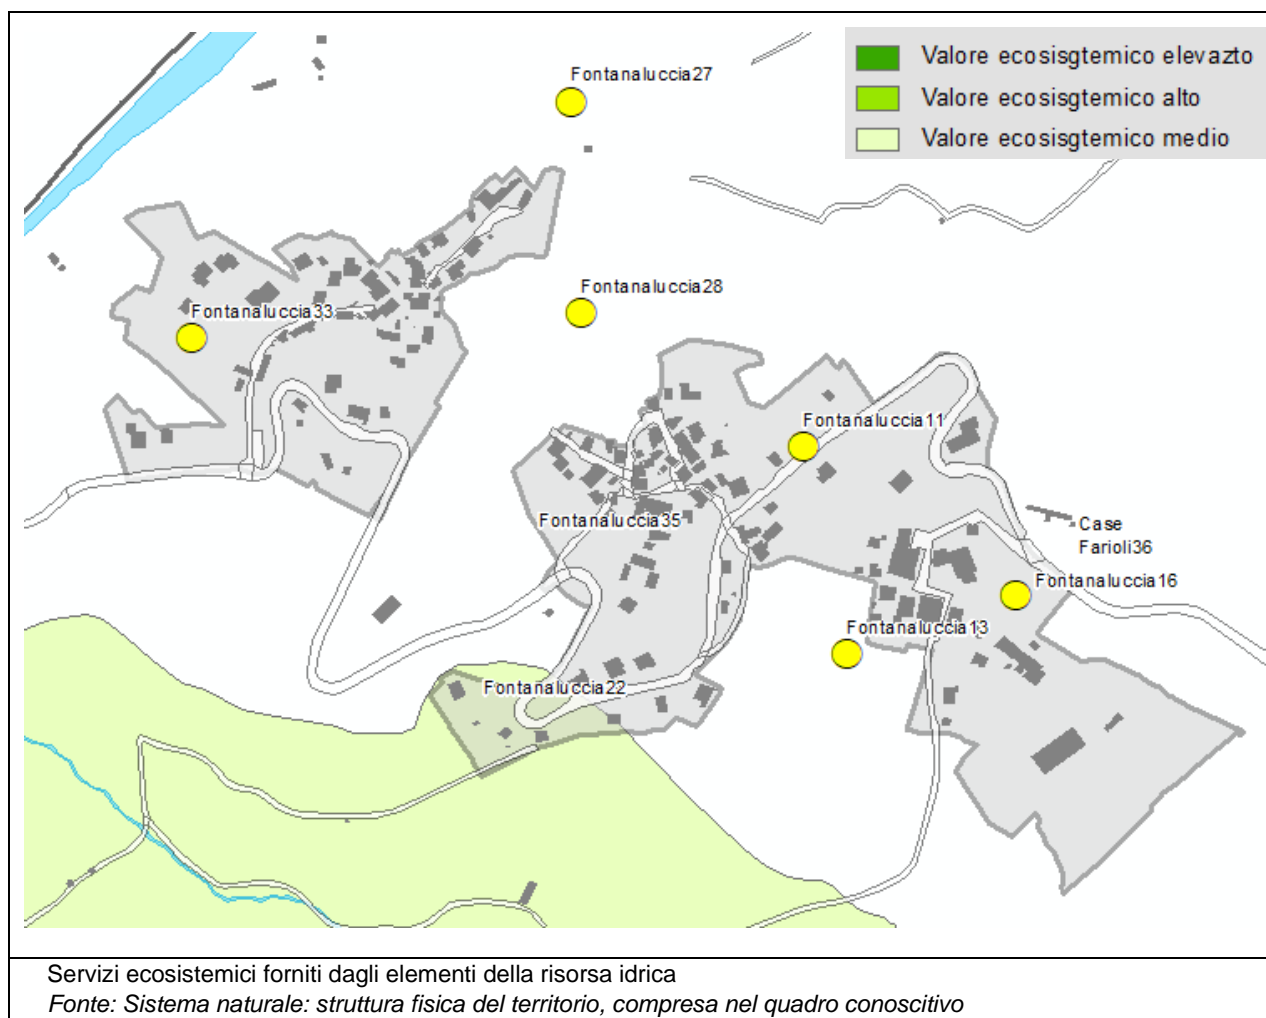 Fontanaluccia27
Valore ecosisgtemico elevazto
Valore ecosisgtemico alto
Valore ecosisgtemico medio
Fontanaluccia28
Fontanaluccia33
Fontanaluccia11
Fontanaluccia35
Case
Farioli36
Fontanaluccia16
Fontanaluccia13
Fontanaluccia22
Servizi ecosistemici forniti dagli elementi della risorsa idrica
Fonte: Sistema naturale: struttura fisica del territorio, compresa nel quadro conoscitivo